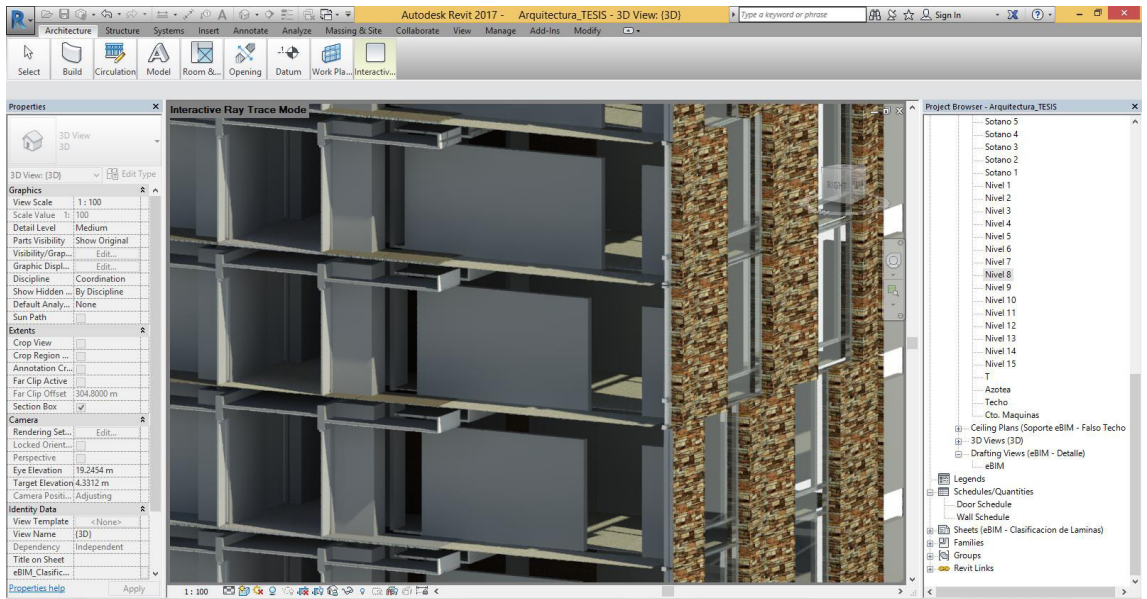 Autodesk Revit 2017 - Arquitectura_TESIS - 3D View: {3D}
Type a keyword or phrase
Sign In
Architecture Structure Systems Insert Annotate Analyze Massing & Site Collaborate View Manage Add-Ins Modify
Select Build Circulation Model Room &... Opening Datum Work Pla... Interactiv...
Properties
3D View
3D
3D View: {3D} Edit Type
Graphics
View Scale 1 : 100
Scale Value 1: 100
Detail Level Medium
Parts Visibility Show Original
Visibility/Grap... Edit...
Graphic Displ... Edit...
Discipline Coordination
Show Hidden ... By Discipline
Default Analy... None
Sun Path
Extents
Crop View
Crop Region ...
Annotation Cr...
Far Clip Active
Far Clip Offset 304.8000 m
Section Box
Camera
Rendering Set... Edit...
Locked Orient...
Perspective
Eye Elevation 19.2454 m
Target Elevation 4.3312 m
Camera Positi... Adjusting
Identity Data
View Template <None>
View Name {3D}
Dependency Independent
Title on Sheet
eBIM_Clasific...
Properties help Apply
Interactive Ray Trace Mode
RIGHT
1 : 100
Project Browser - Arquitectura_TESIS
Sotano 5
Sotano 4
Sotano 3
Sotano 2
Sotano 1
Nivel 1
Nivel 2
Nivel 3
Nivel 4
Nivel 5
Nivel 6
Nivel 7
Nivel 8
Nivel 9
Nivel 10
Nivel 11
Nivel 12
Nivel 13
Nivel 14
Nivel 15
T
Azotea
Techo
Cto. Maquinas
Ceiling Plans (Soporte eBIM - Falso Techo
3D Views (3D)
Drafting Views (eBIM - Detalle)
eBIM
Legends
Schedules/Quantities
Door Schedule
Wall Schedule
Sheets (eBIM - Clasificacion de Laminas)
Families
Groups
Revit Links